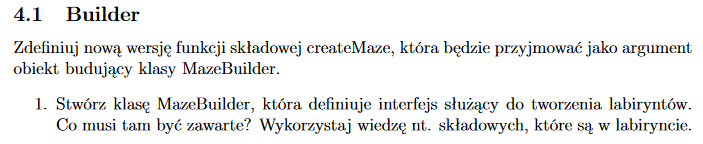 4.1 Builder
Zdefiniuj nową wersję funkcji składowej createMaze, która będzie przyjmować jako argument
obiekt budujący klasy MazeBuilder.
1. Stwórz klasę MazeBuilder, która definiuje interfejs służący do tworzenia labiryntów.
Co musi tam być zawarte? Wykorzystaj wiedzę nt. składowych, które są w labiryncie.